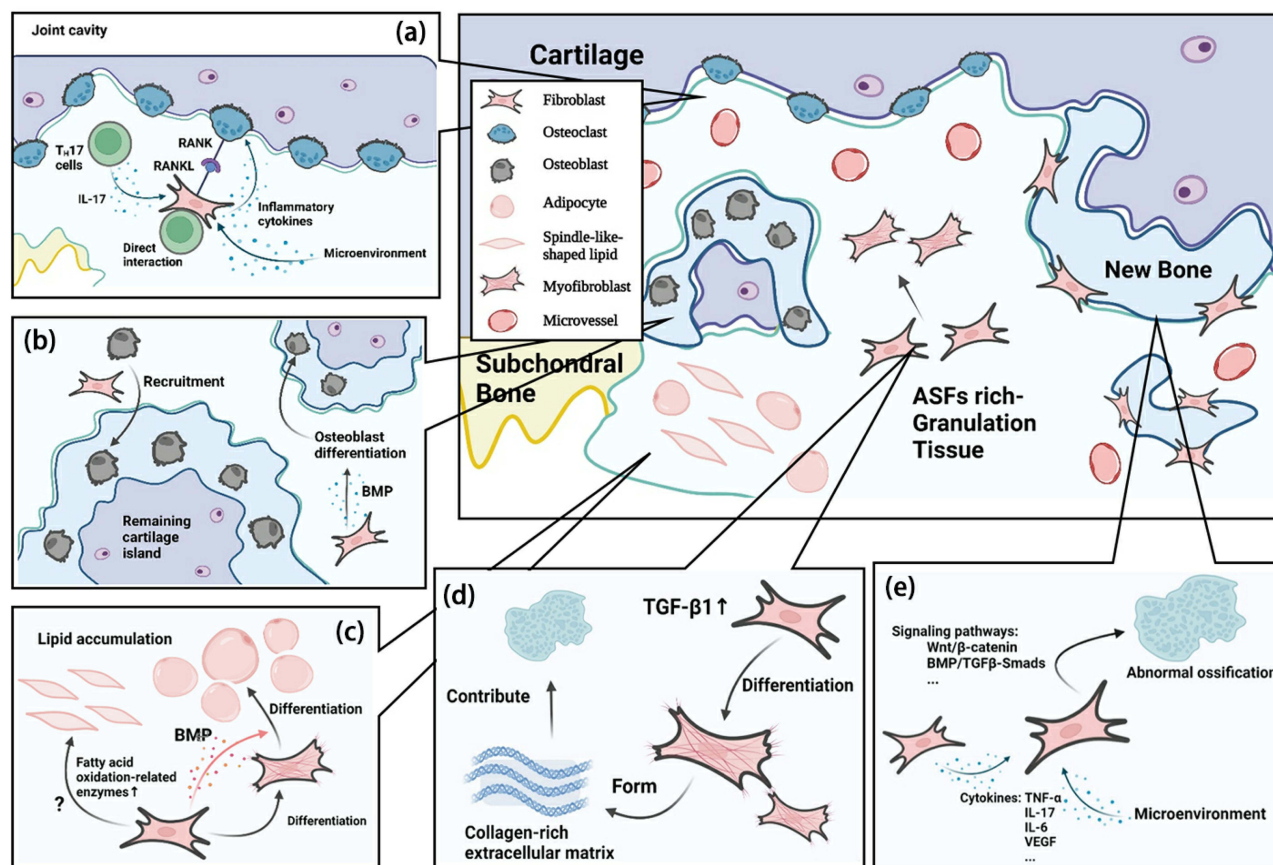 Joint cavity
(a)
TH17
cells
RANK
RANKL
IL-17
Inflammatory
cytokines
Direct
interaction
Microenvironment
Cartilage
Fibroblast
Osteoclast
Osteoblast
Adipocyte
Spindle-like-
shaped lipid
Myofibroblast
Microvessel
Subchondral
Bone
New Bone
ASFs rich-
Granulation
Tissue
(b)
Recruitment
Osteoblast
differentiation
BMP
Remaining
cartilage
island
(c)
Lipid accumulation
Differentiation
BMP
Fatty acid
oxidation-related
enzymes↑
?
Differentiation
(d)
TGF-β1↑
Differentiation
Contribute
Form
Collagen-rich
extracellular matrix
(e)
Signaling pathways:
Wnt/β-catenin
BMP/TGFβ-Smads
...
Abnormal ossification
Cytokines: TNF-α
IL-17
IL-6
VEGF
...
Microenvironment